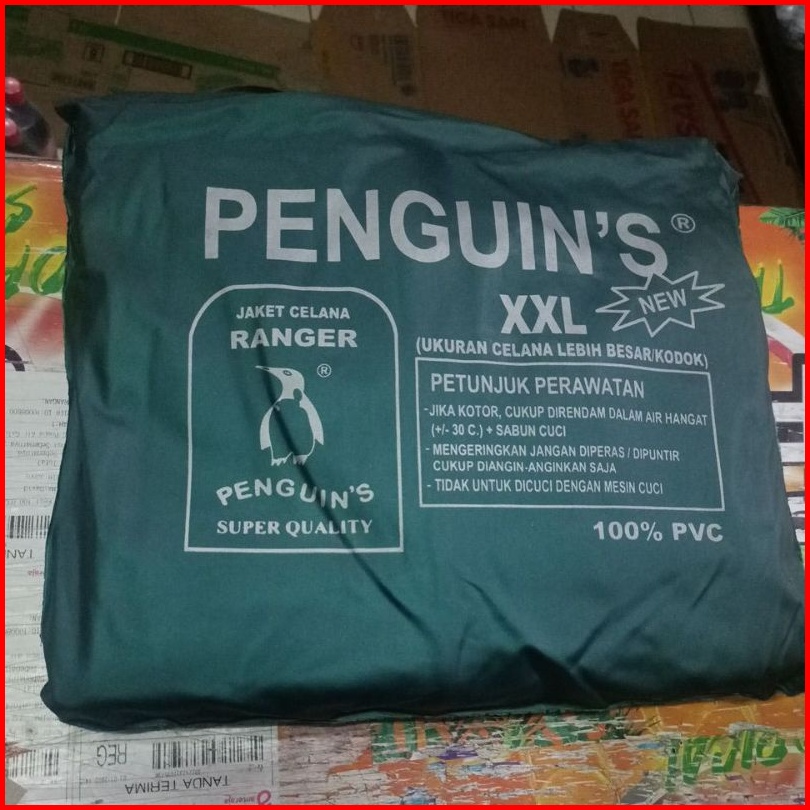 PENGUIN'S ®
JAKET CELANA
RANGER
®
PENGUIN'S
SUPER QUALITY
XXL
NEW
(UKURAN CELANA LEBIH BESAR/KODOK)
PETUNJUK PERAWATAN
-JIKA KOTOR, CUKUP DIRENDAM DALAM AIR HANGAT
(+/- 30 C.) + SABUN CUCI
- MENGERINGKAN JANGAN DIPERAS / DIPUNTIR
CUKUP DIANGIN-ANGINKAN SAJA
- TIDAK UNTUK DICUCI DENGAN MESIN CUCI
100% PVC
REG
TANDA TERIMA